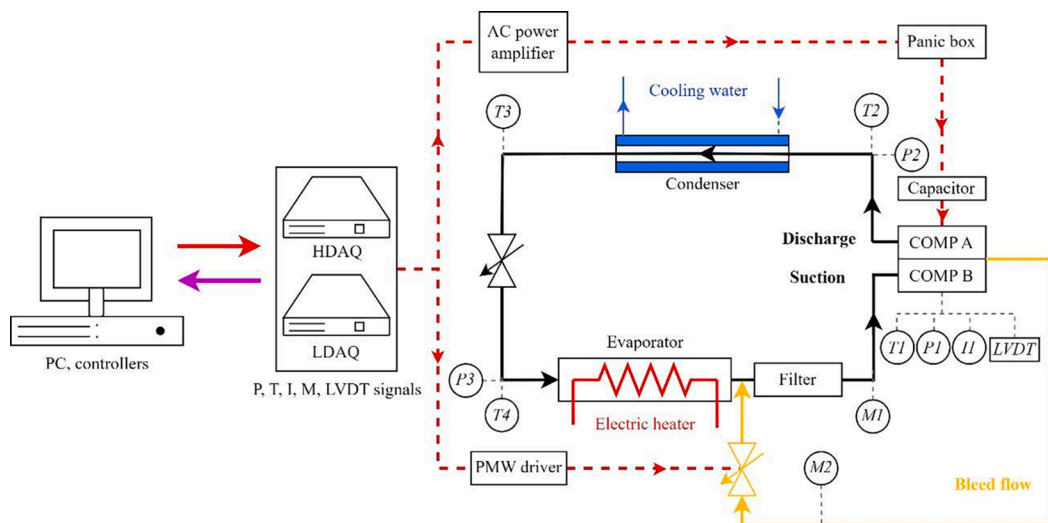 AC power
amplifier
Panic box
Cooling water
T3
T2
P2
Condenser
Capacitor
HDAQ
Discharge
COMP A
Suction
COMP B
LDAQ
T1
P1
I1
LVDT
PC, controllers
P, T, I, M, LVDT signals
Evaporator
P3
Filter
T4
Electric heater
M1
PMW driver
M2
Bleed flow